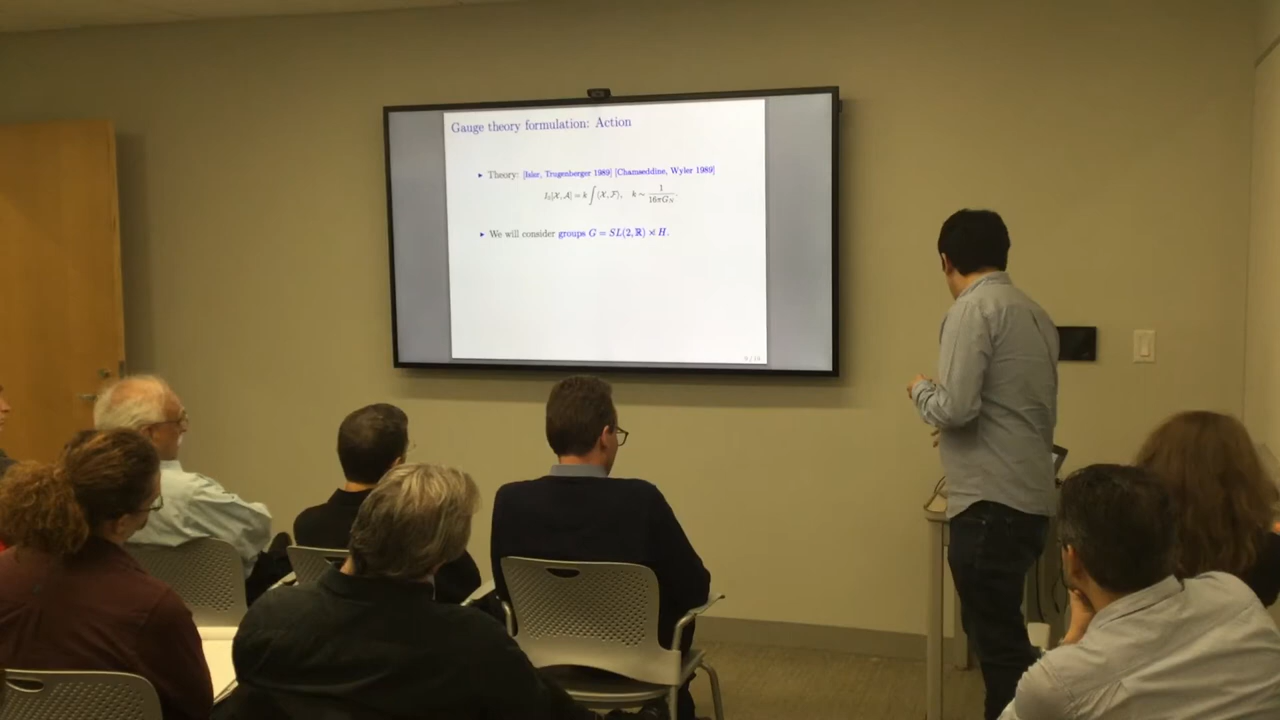 Gauge theory formulation: Action
▸ Theory: [Isler, Trugenberger 1989] [Chamseddine, Wyler 1989]
I₀[𝒳, 𝒜] = k ∫⟨𝒳, ℱ⟩, k ∼ 1/16πG_N.
▸ We will consider groups G = SL(2,ℝ) ⋉ H.